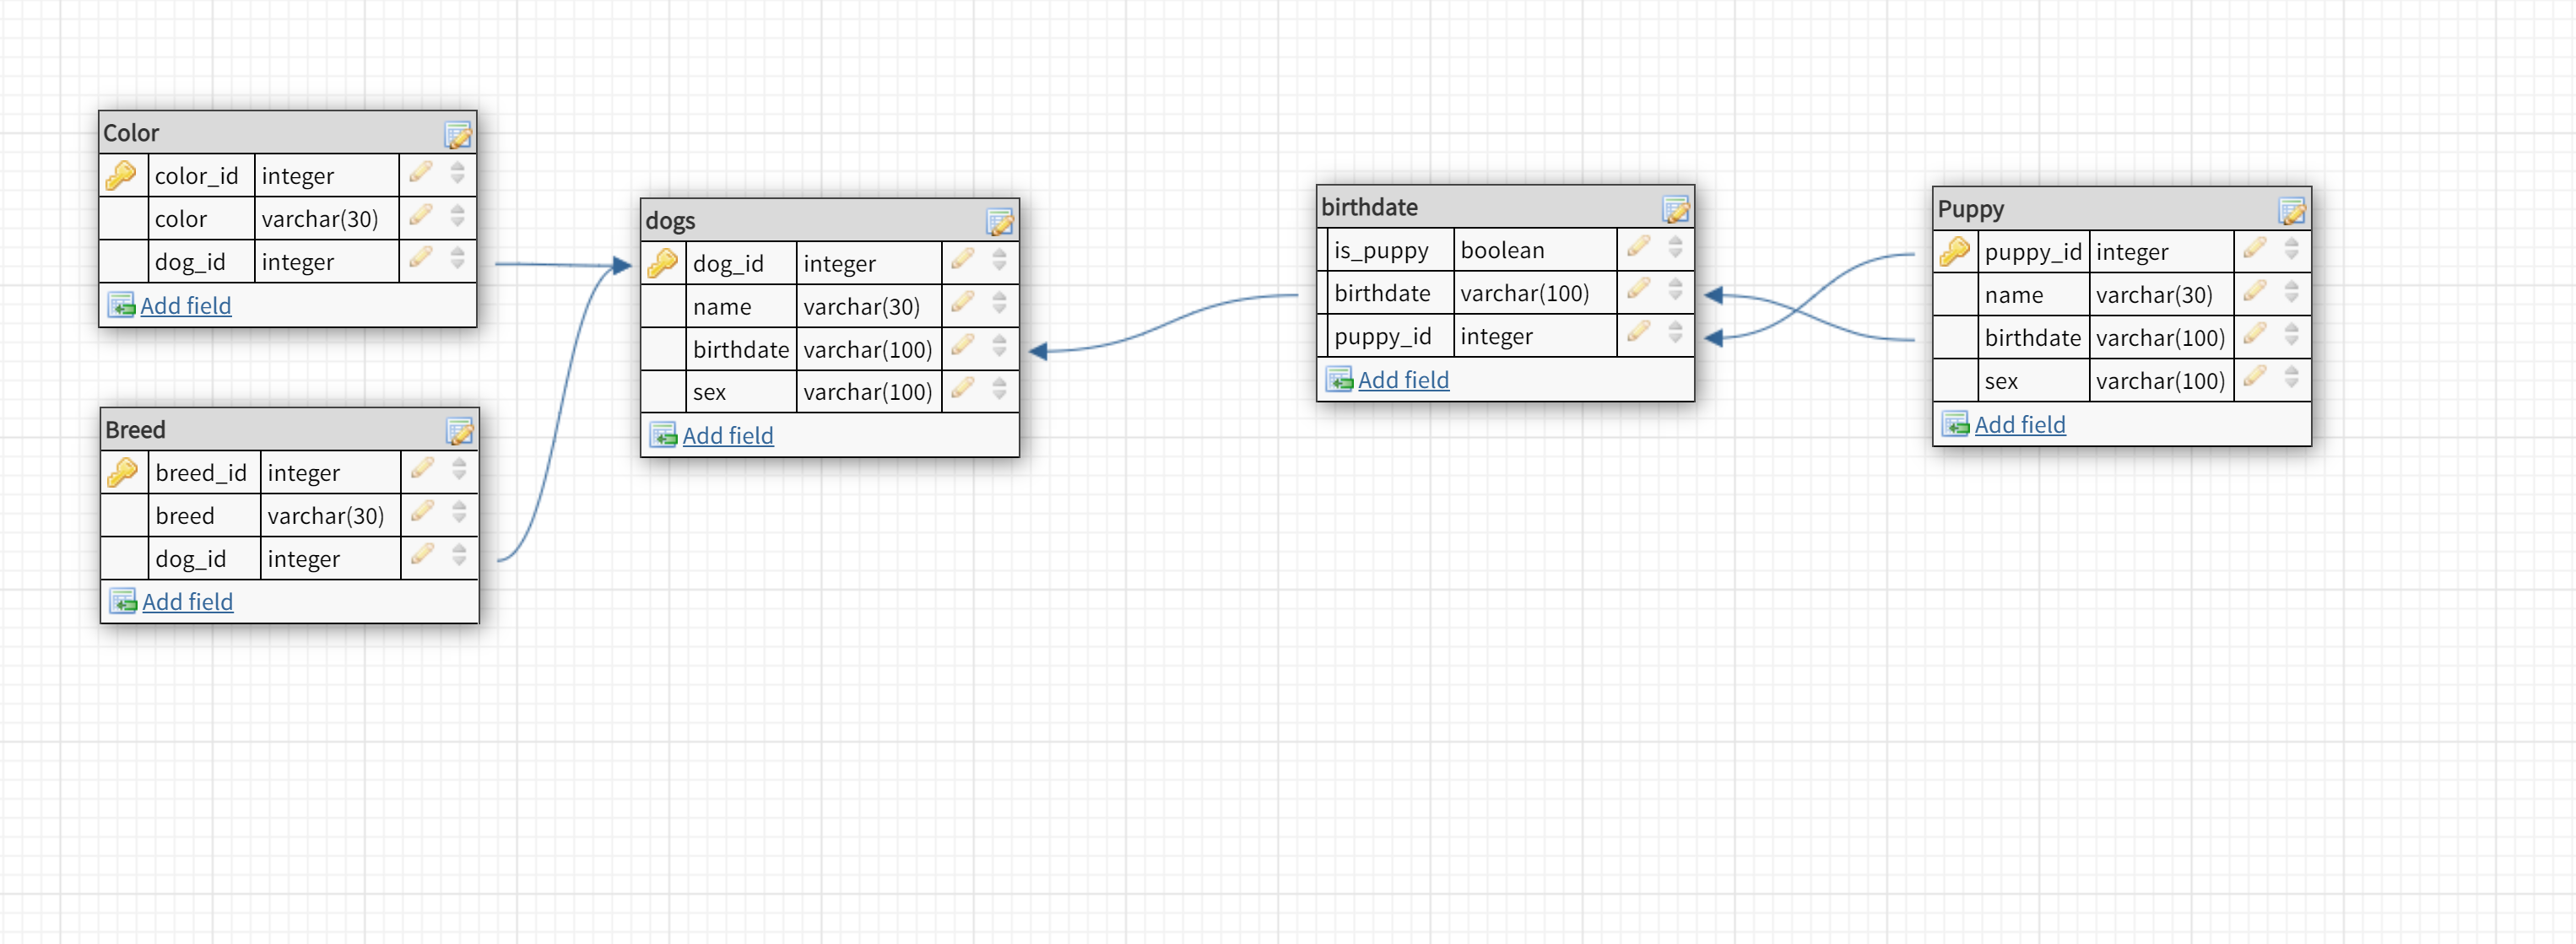 Color
color_id integer
color varchar(30)
dog_id integer
Add field
Breed
breed_id integer
breed varchar(30)
dog_id integer
Add field
dogs
dog_id integer
name varchar(30)
birthdate varchar(100)
sex varchar(100)
Add field
birthdate
is_puppy boolean
birthdate varchar(100)
puppy_id integer
Add field
Puppy
puppy_id integer
name varchar(30)
birthdate varchar(100)
sex varchar(100)
Add field